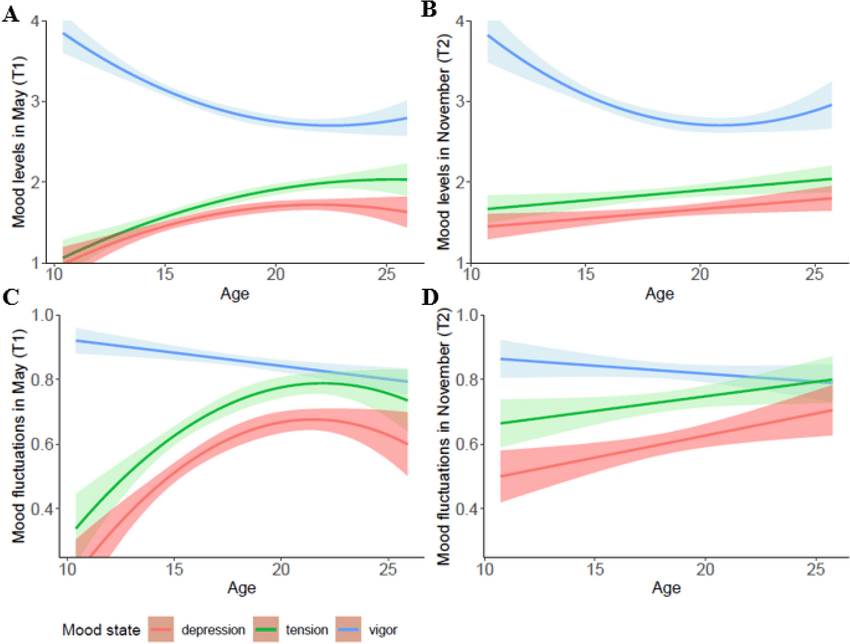 A
Mood levels in May (T1)
4
3
2
1
10 15 20 25
Age
B
Mood levels in November (T2)
4
3
2
1
10 15 20 25
Age
C
Mood fluctuations in May (T1)
1.0
0.8
0.6
0.4
10 15 20 25
Age
D
Mood fluctuations in November (T2)
1.0
0.8
0.6
0.4
10 15 20 25
Age
Mood state depression tension vigor